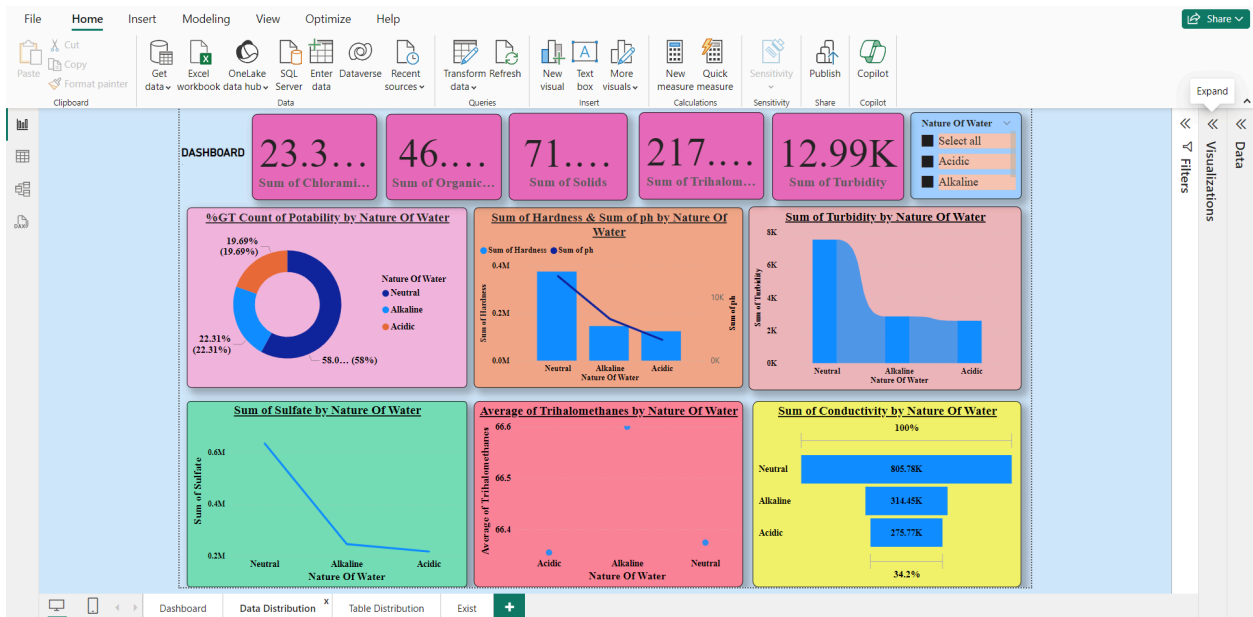 File Home Insert Modeling View Optimize Help Share
Paste
Cut
Copy
Format painter
Clipboard
Get data
Excel workbook
OneLake data hub
SQL Server
Enter data
Dataverse
Recent sources
Data
Transform data
Refresh
Queries
New visual
Text box
More visuals
Insert
New measure
Quick measure
Calculations
Sensitivity
Sensitivity
Publish
Share
Copilot
Copilot
Expand
Filters
Visualizations
Data
DAX
DASHBOARD
23.3...
Sum of Chlorami...
46....
Sum of Organic...
71....
Sum of Solids
217....
Sum of Trihalom...
12.99K
Sum of Turbidity
Nature Of Water
Select all
Acidic
Alkaline
%GT Count of Potability by Nature Of Water
19.69%
(19.69%)
22.31%
(22.31%)
58.0... (58%)
Nature Of Water
Neutral
Alkaline
Acidic
Sum of Hardness & Sum of ph by Nature Of
Water
Sum of Hardness Sum of ph
Sum of Hardness
0.4M
0.2M
0.0M
10K
0K
Sum of ph
Neutral Alkaline Acidic
Nature Of Water
Sum of Turbidity by Nature Of Water
Sum of Turbidity
8K
6K
4K
2K
0K
Neutral Alkaline Acidic
Nature Of Water
Sum of Sulfate by Nature Of Water
Sum of Sulfate
0.6M
0.4M
0.2M
Neutral Alkaline Acidic
Nature Of Water
Average of Trihalomethanes by Nature Of Water
Average of Trihalomethanes
66.6
66.5
66.4
Acidic Alkaline Neutral
Nature Of Water
Sum of Conductivity by Nature Of Water
100%
Neutral 805.78K
Alkaline 314.45K
Acidic 275.77K
34.2%
Dashboard Data Distribution x Table Distribution Exist +